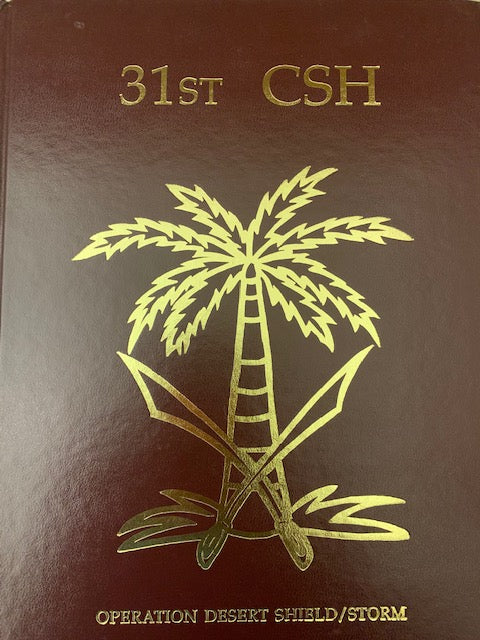 31ST CSH
OPERATION DESERT SHIELD/STORM